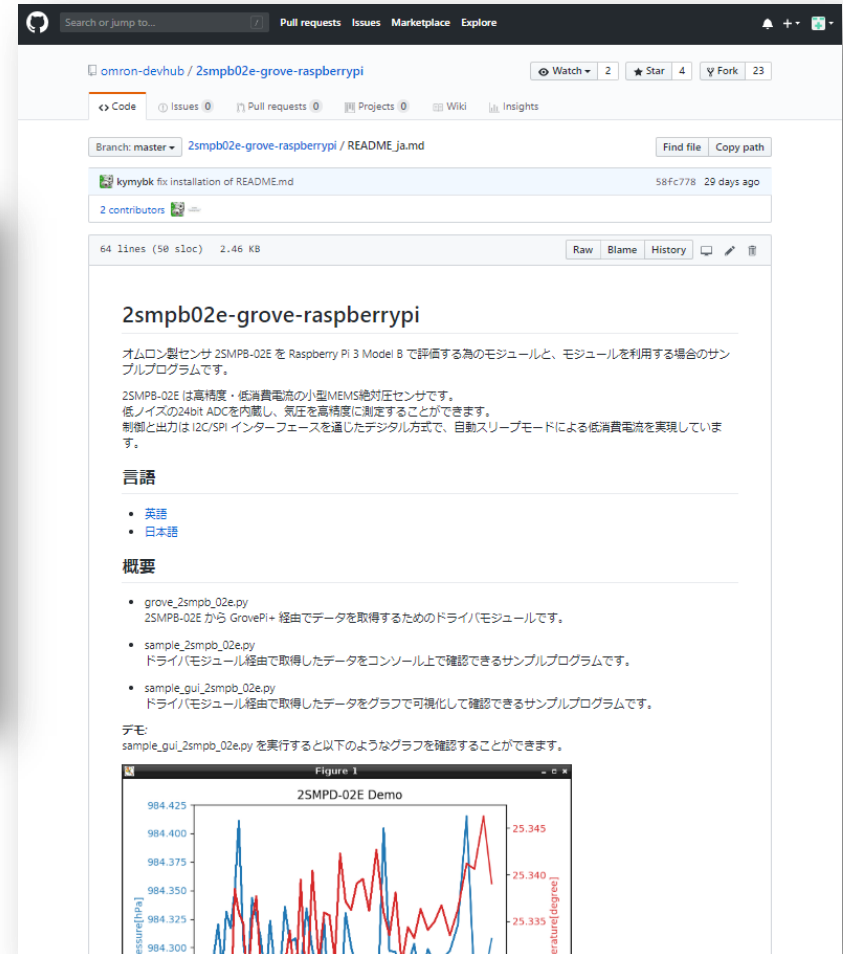 Search or jump to... / Pull requests Issues Marketplace Explore
omron-devhub / 2smpb02e-grove-raspberrypi Watch 2 Star 4 Fork 23
Code Issues 0 Pull requests 0 Projects 0 Wiki Insights
Branch: master 2smpb02e-grove-raspberrypi / README_ja.md Find file Copy path
kymybk fix installation of README.md 58fc778 29 days ago
2 contributors
64 lines (50 sloc) 2.46 KB Raw Blame History
2smpb02e-grove-raspberrypi
オムロン製センサ 2SMPB-02E を Raspberry Pi 3 Model B で評価する為のモジュールと、モジュールを利用する場合のサン
プルプログラムです。
2SMPB-02E は高精度・低消費電流の小型MEMS絶対圧センサです。
低ノイズの24bit ADCを内蔵し、気圧を高精度に測定することができます。
制御と出力は I2C/SPI インターフェースを通じたデジタル方式で、自動スリープモードによる低消費電流を実現していま
す。
言語
英語
日本語
概要
grove_2smpb_02e.py
2SMPB-02E から GrovePi+ 経由でデータを取得するためのドライバモジュールです。
sample_2smpb_02e.py
ドライバモジュール経由で取得したデータをコンソール上で確認できるサンプルプログラムです。
sample_gui_2smpb_02e.py
ドライバモジュール経由で取得したデータをグラフで可視化して確認できるサンプルプログラムです。
デモ:
sample_gui_2smpb_02e.py を実行すると以下のようなグラフを確認することができます。
Figure 1
2SMPD-02E Demo
984.425
984.400
984.375
984.350
984.325
984.300
essure[hPa]
25.345
25.340
25.335
erature[degree]